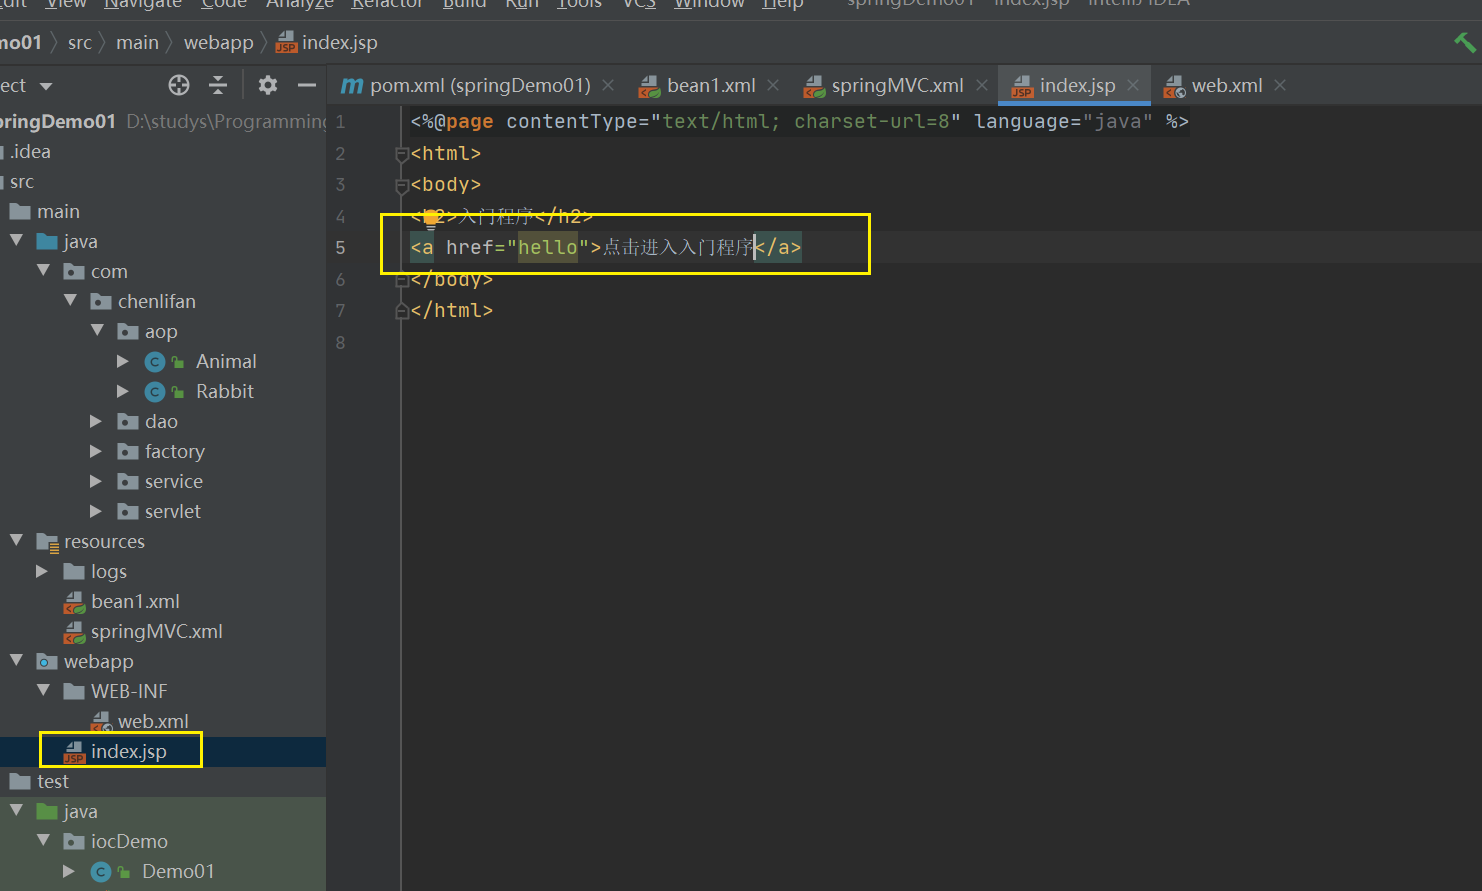 View Navigate Code Analyze Refactor Build Run Tools VCS Window Help springDemo01 - index.jsp - IntelliJ IDEA
src main webapp index.jsp
pom.xml (springDemo01) bean1.xml springMVC.xml index.jsp web.xml
D:\studys\Programming
.idea
src
main
java
com
chenlifan
aop
Animal
Rabbit
dao
factory
service
servlet
resources
logs
bean1.xml
springMVC.xml
webapp
WEB-INF
web.xml
index.jsp
test
java
iocDemo
Demo01
1 <%@page contentType="text/html; charset-url=8" language="java" %>
2 <html>
3 <body>
4 入门程序</h2>
5 <a href="hello">点击进入入门程序</a>
6 </body>
7 </html>
8